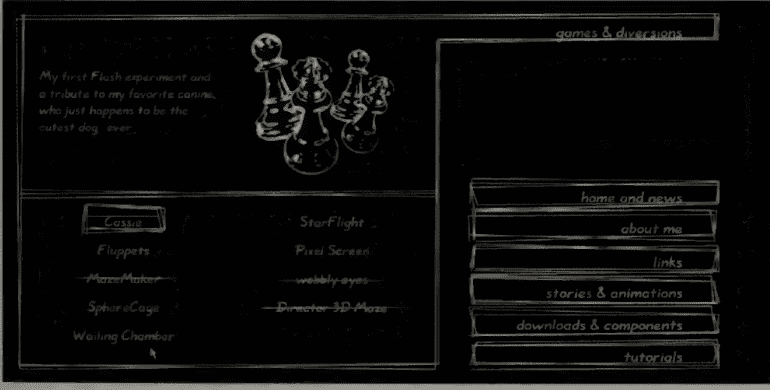 games & diversions
My first Flash experiment and
a tribute to my favorite canine,
who just happens to be the
cutest dog ever
home and news
Cassie
StarFlight
about me
Fluppets
Pixel Screen
links
MazeMaker
wobbly eyes
stories & animations
SphereCage
Director 3D Maze
downloads & components
Wailing Chamber
tutorials